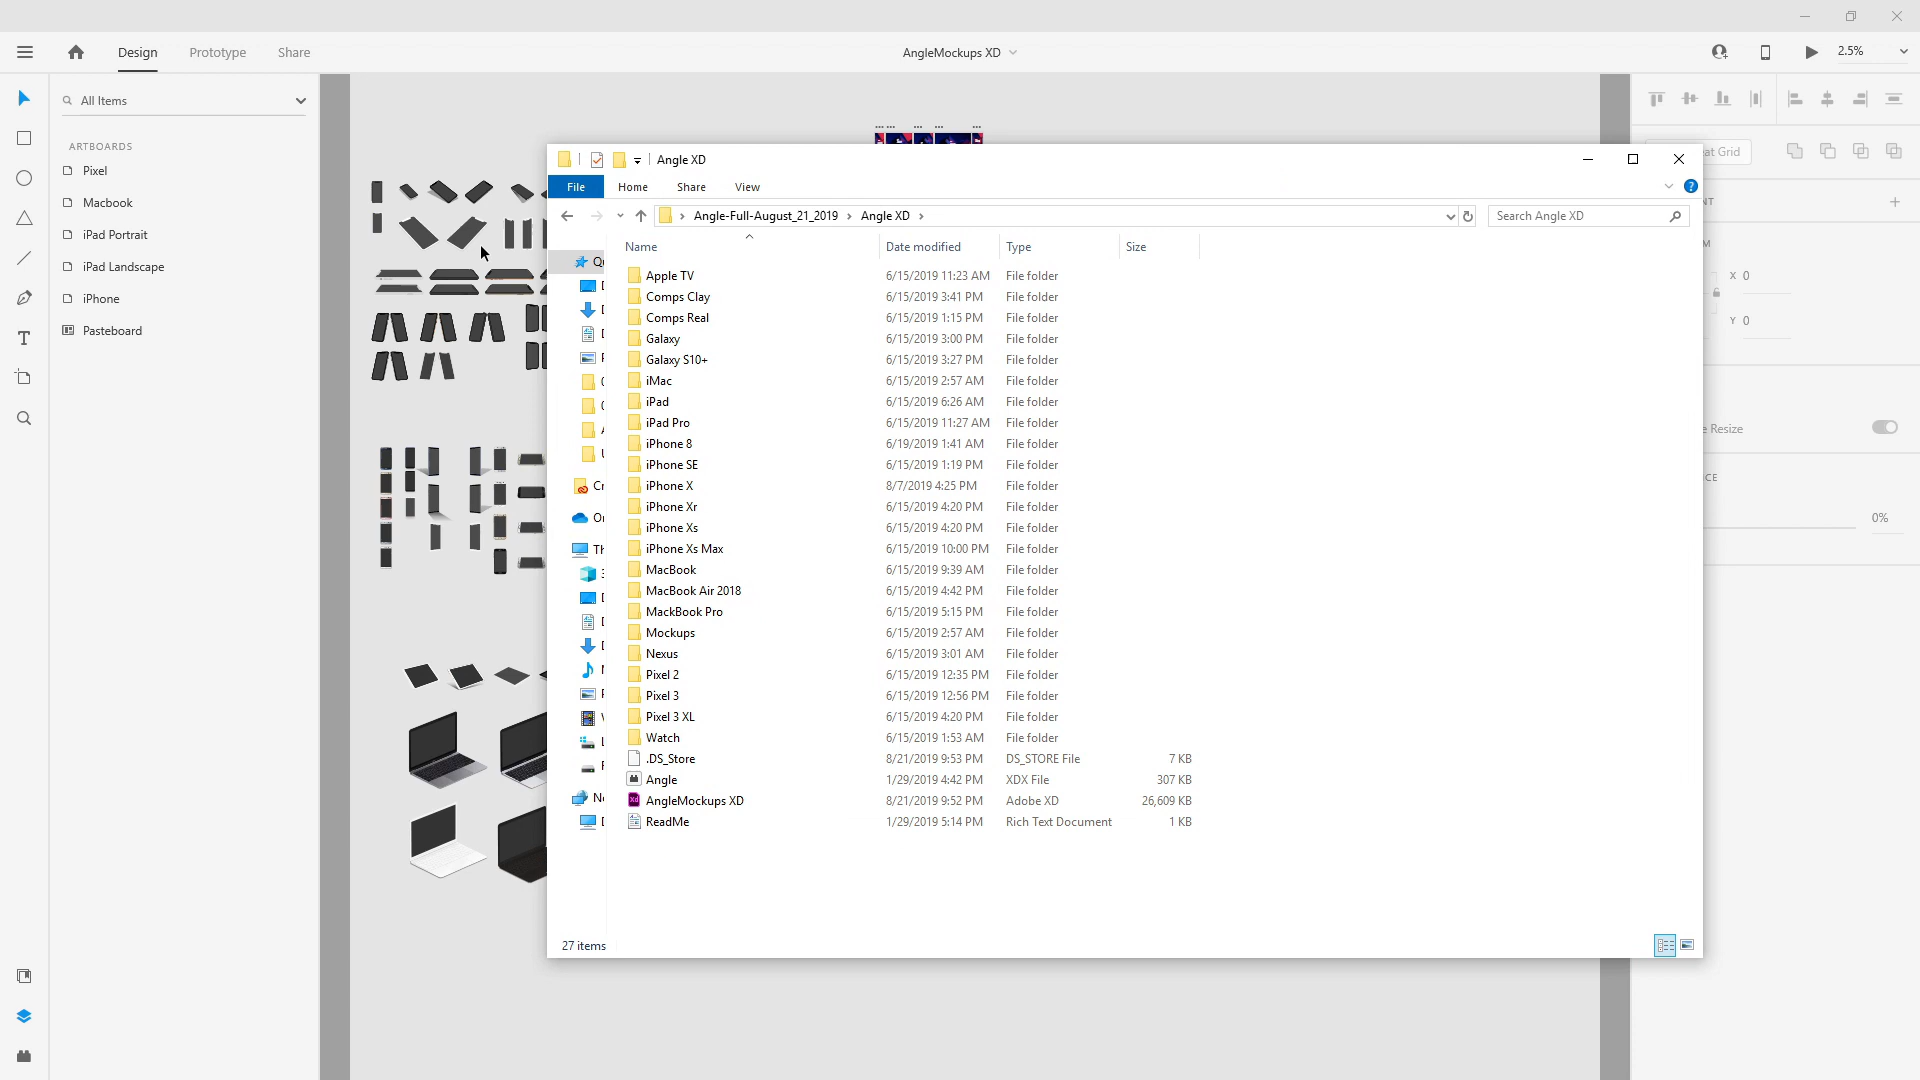 Design Prototype Share AngleMockups XD 2.5%
All Items
ARTBOARDS
Pixel
Macbook
iPad Portrait
iPad Landscape
iPhone
Pasteboard
Angle XD
File Home Share View
Angle-Full-August_21_2019 › Angle XD › Search Angle XD
Name Date modified Type Size
Apple TV 6/15/2019 11:23 AM File folder
Comps Clay 6/15/2019 3:41 PM File folder
Comps Real 6/15/2019 1:15 PM File folder
Galaxy 6/15/2019 3:00 PM File folder
Galaxy S10+ 6/15/2019 3:27 PM File folder
iMac 6/15/2019 2:57 AM File folder
iPad 6/15/2019 6:26 AM File folder
iPad Pro 6/15/2019 11:27 AM File folder
iPhone 8 6/19/2019 1:41 AM File folder
iPhone SE 6/15/2019 1:19 PM File folder
iPhone X 8/7/2019 4:25 PM File folder
iPhone Xr 6/15/2019 4:20 PM File folder
iPhone Xs 6/15/2019 4:20 PM File folder
iPhone Xs Max 6/15/2019 10:00 PM File folder
MacBook 6/15/2019 9:39 AM File folder
MacBook Air 2018 6/15/2019 4:42 PM File folder
MackBook Pro 6/15/2019 5:15 PM File folder
Mockups 6/15/2019 2:57 AM File folder
Nexus 6/15/2019 3:01 AM File folder
Pixel 2 6/15/2019 12:35 PM File folder
Pixel 3 6/15/2019 12:56 PM File folder
Pixel 3 XL 6/15/2019 4:20 PM File folder
Watch 6/15/2019 1:53 AM File folder
.DS_Store 8/21/2019 9:53 PM DS_STORE File 7 KB
Angle 1/29/2019 4:42 PM XDX File 307 KB
AngleMockups XD 8/21/2019 9:52 PM Adobe XD 26,609 KB
ReadMe 1/29/2019 5:14 PM Rich Text Document 1 KB
27 items
at Grid
X 0
Y 0
Resize
0%